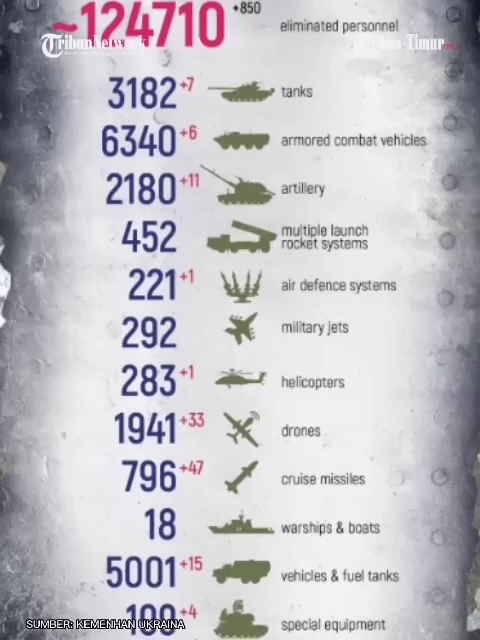 ~124710 +850 eliminated personnel
TribunNetwork
-Timur
3182 +7 tanks
6340 +6 armored combat vehicles
2180 +11 artillery
452 multiple launch
rocket systems
221 +1 air defence systems
292 military jets
283 +1 helicopters
1941 +33 drones
796 +47 cruise missiles
18 warships & boats
5001 +15 vehicles & fuel tanks
+4 special equipment
SUMBER: KEMENHAN UKRAINA